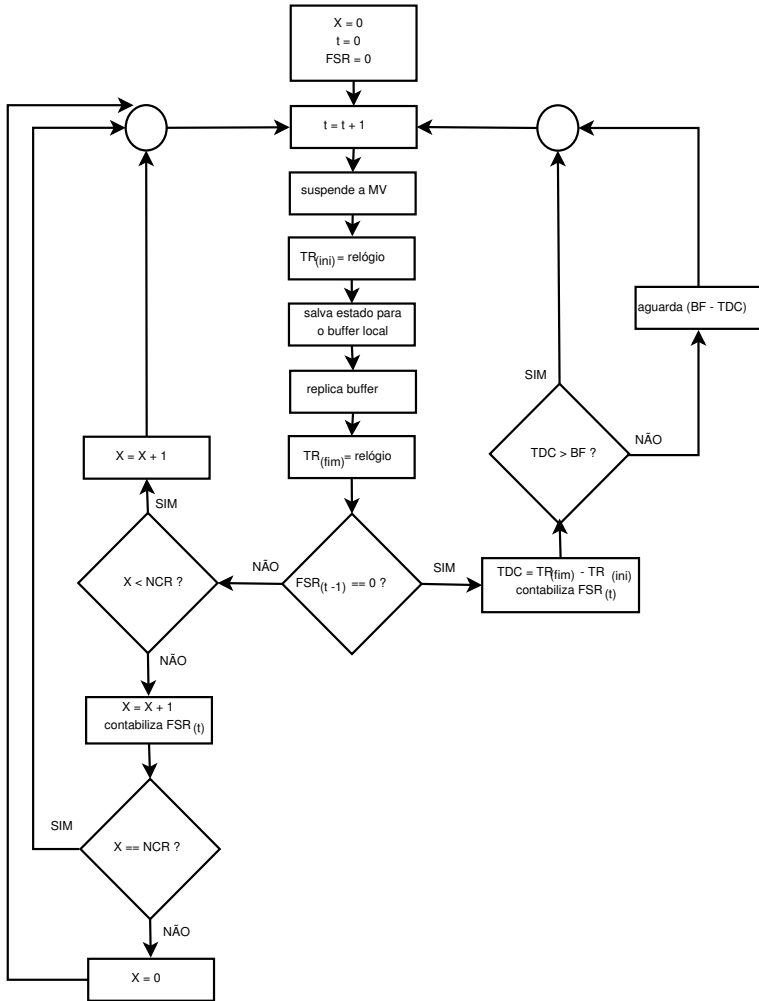 X = 0
t = 0
FSR = 0
t = t + 1
suspende a MV
TR(ini) = relógio
salva estado para
o buffer local
replica buffer
TR(fim) = relógio
FSR(t -1) == 0 ?
NÃO
SIM
X < NCR ?
SIM
X = X + 1
NÃO
X = X + 1
contabiliza FSR (t)
X == NCR ?
SIM
NÃO
X = 0
TDC = TR(fim) - TR (ini)
contabiliza FSR (t)
TDC > BF ?
SIM
NÃO
aguarda (BF - TDC)